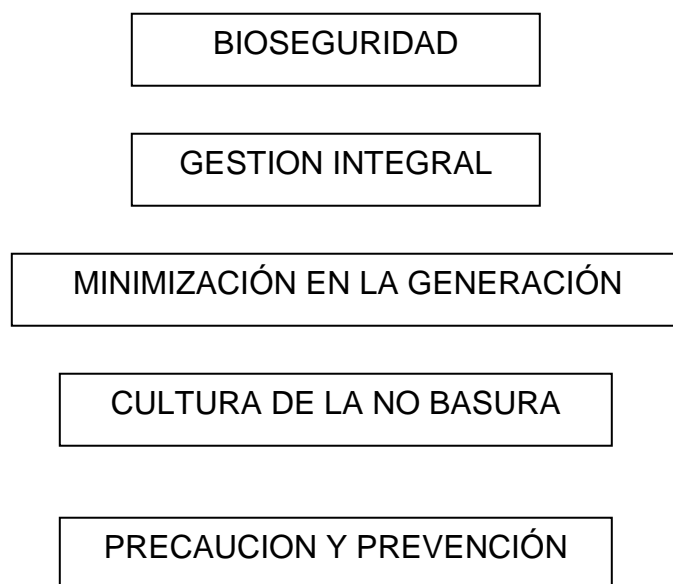 BIOSEGURIDAD
GESTION INTEGRAL
MINIMIZACIÓN EN LA GENERACIÓN
CULTURA DE LA NO BASURA
PRECAUCION Y PREVENCIÓN